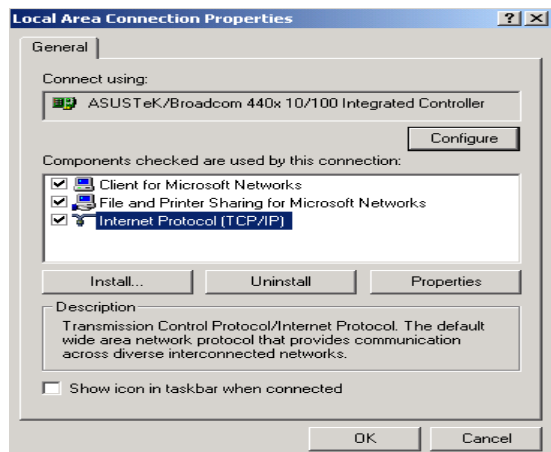 Local Area Connection Properties
General
Connect using:
ASUSTeK/Broadcom 440x 10/100 Integrated Controller
Configure
Components checked are used by this connection:
Client for Microsoft Networks
File and Printer Sharing for Microsoft Networks
Internet Protocol (TCP/IP)
Install...
Uninstall
Properties
Description
Transmission Control Protocol/Internet Protocol. The default
wide area network protocol that provides communication
across diverse interconnected networks.
Show icon in taskbar when connected
OK
Cancel